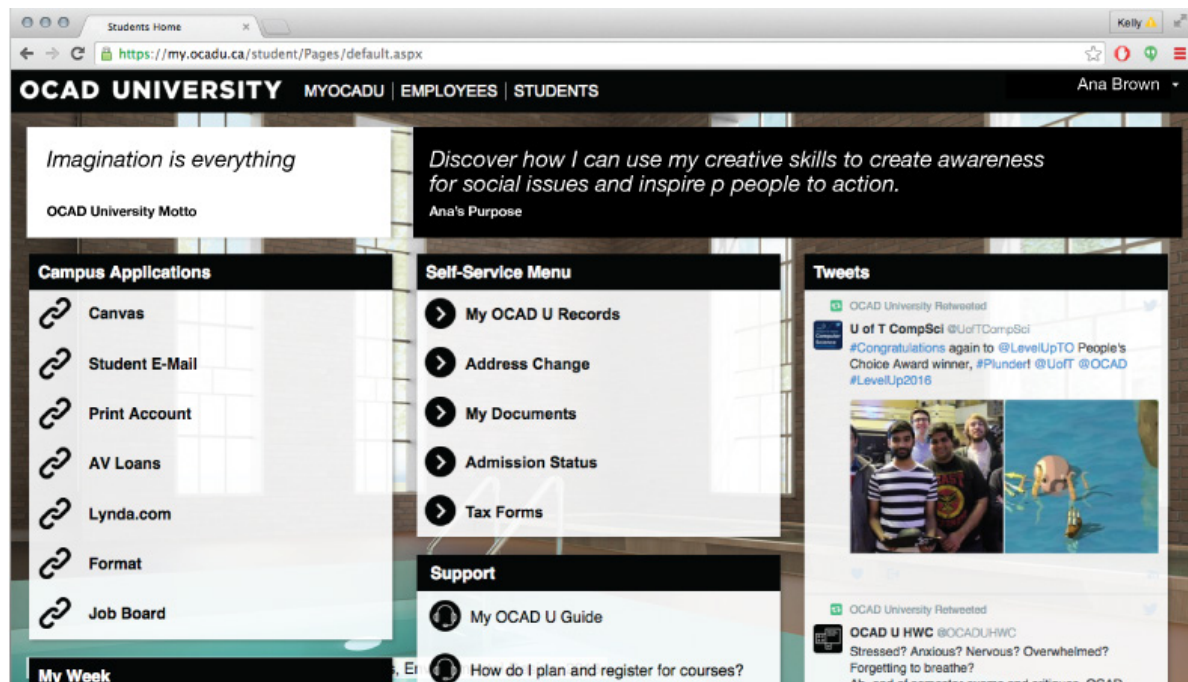 Students Home
Kelly
https://my.ocadu.ca/student/Pages/default.aspx
OCAD UNIVERSITY MYOCADU | EMPLOYEES | STUDENTS
Ana Brown
Imagination is everything
OCAD University Motto
Discover how I can use my creative skills to create awareness
for social issues and inspire p people to action.
Ana's Purpose
Campus Applications
Canvas
Student E-Mail
Print Account
AV Loans
Lynda.com
Format
Job Board
My Week
Self-Service Menu
My OCAD U Records
Address Change
My Documents
Admission Status
Tax Forms
Support
My OCAD U Guide
How do I plan and register for courses?
Tweets
OCAD University Retweeted
U of T CompSci @UofTCompSci
#Congratulations again to @LevelUpTO People's
Choice Award winner, #Plunder! @UofT @OCAD
#LevelUp2016
OCAD University Retweeted
OCAD U HWC @OCADUHWC
Stressed? Anxious? Nervous? Overwhelmed?
Forgetting to breathe?